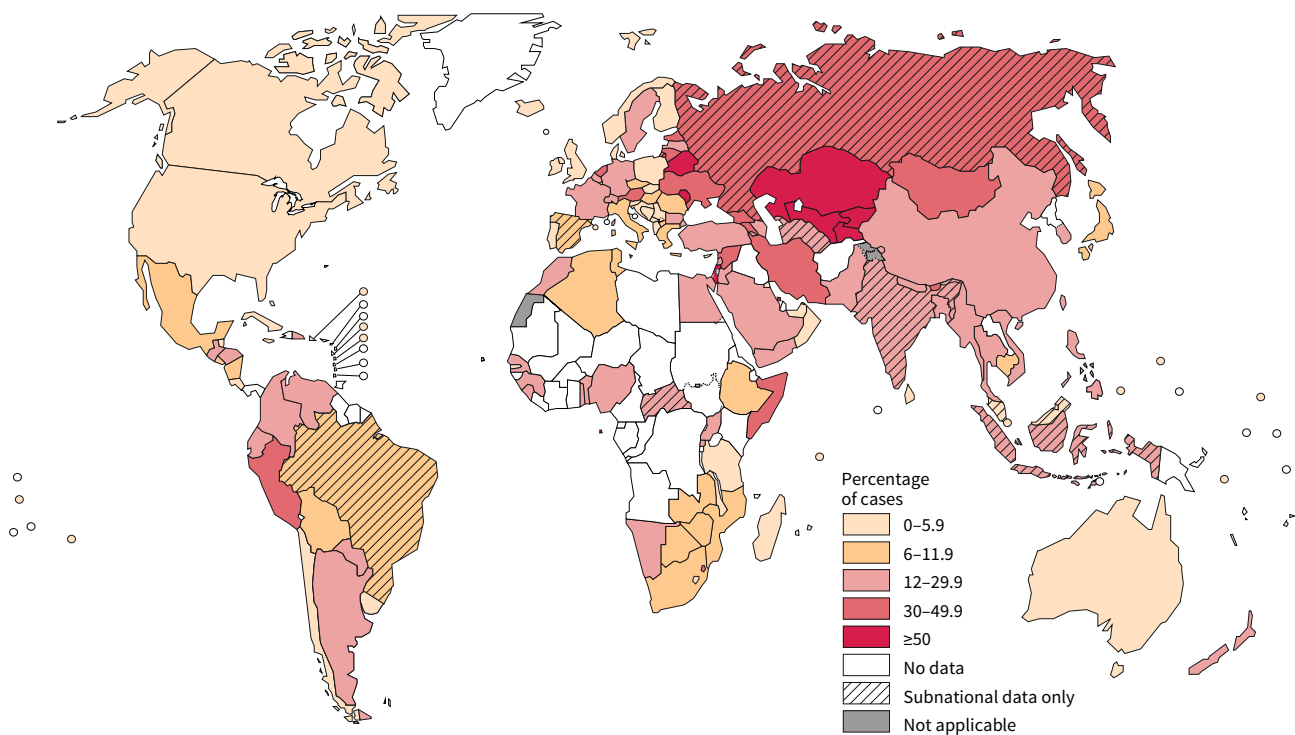 Percentage
of cases
0–5.9
6–11.9
12–29.9
30–49.9
≥50
No data
Subnational data only
Not applicable